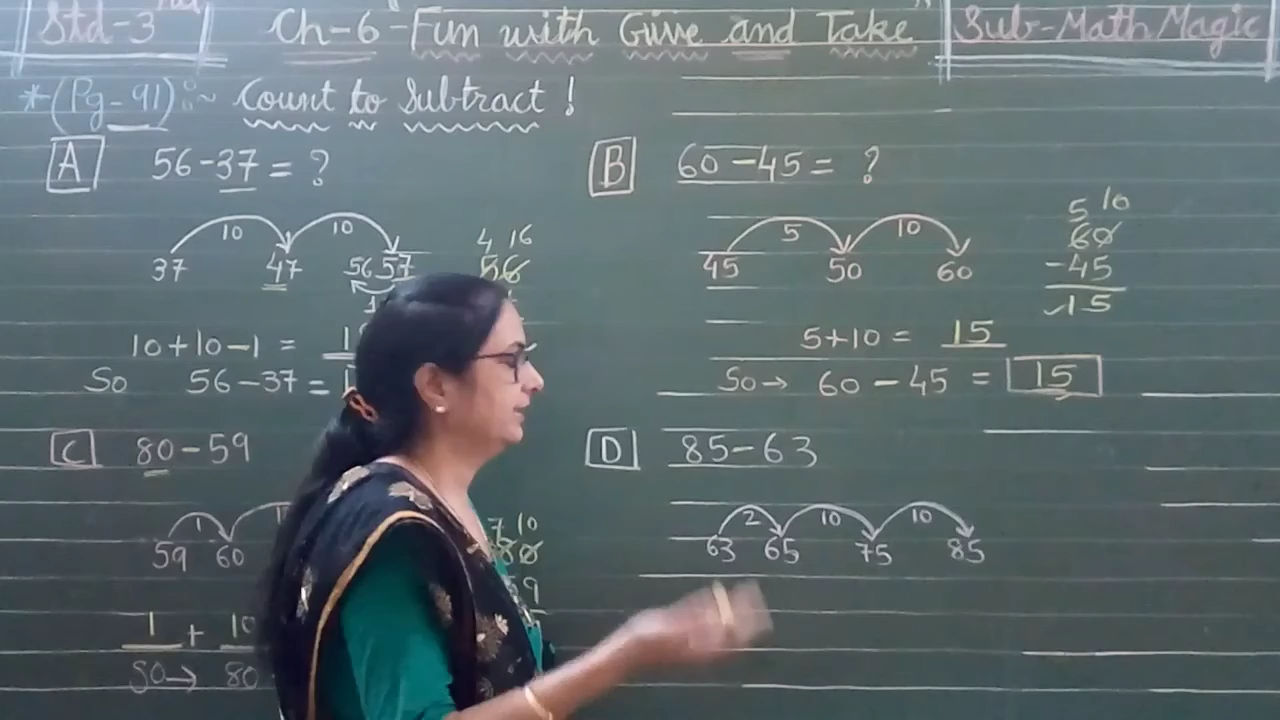 Std-3
Ch-6 "Fun with Give and Take"
Sub-Math Magic
*(Pg-91):~ Count to Subtract !
A 56-37 = ?
10 10
37 47 56 57
4 16
56
10+10-1 =
So 56-37 =
B 60-45 = ?
5 10
45 50 60
5 10
60
-45
15
5+10 = 15
So→ 60-45 = 15
C 80-59
1
59 60
7 10
80
59
1 + 10
So→ 80
D 85-63
2 10 10
63 65 75 85